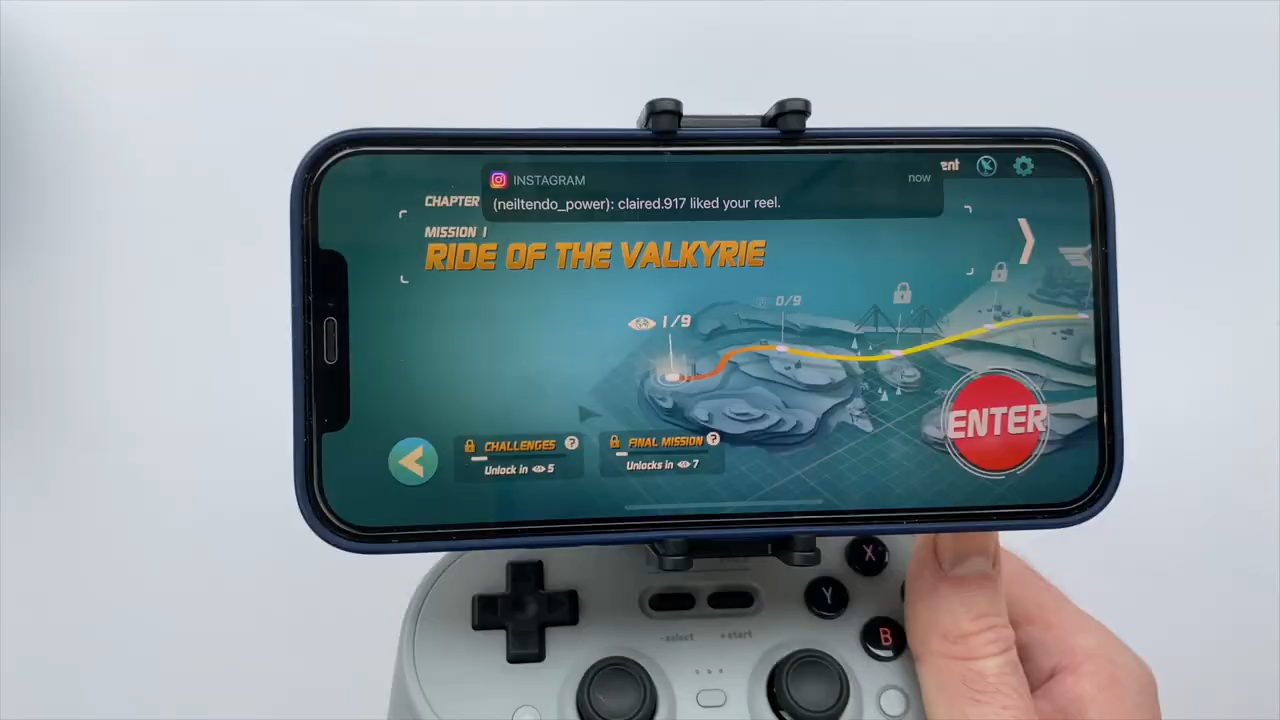 ent
INSTAGRAM
now
(neiltendo_power): claired.917 liked your reel.
CHAPTER
MISSION 1
RIDE OF THE VALKYRIE
0/9
1/9
ENTER
CHALLENGES ?
Unlock in 5
FINAL MISSION ?
Unlocks in 7
X
Y
B
-select
+start